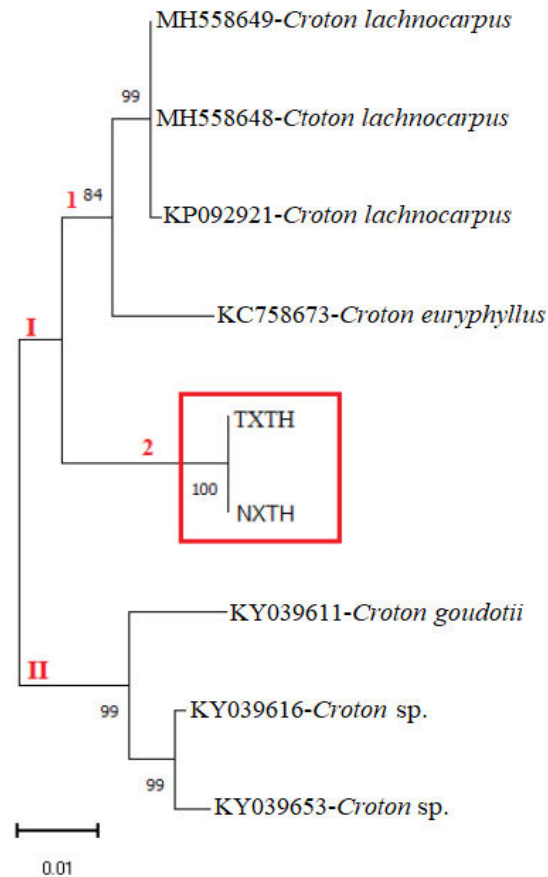 MH558649-Croton lachnocarpus
99
MH558648-Ctoton lachnocarpus
1 84
KP092921-Croton lachnocarpus
KC758673-Croton euryphyllus
I
TXTH
2
100
NXTH
KY039611-Croton goudotii
II
99
KY039616-Croton sp.
99
KY039653-Croton sp.
0.01